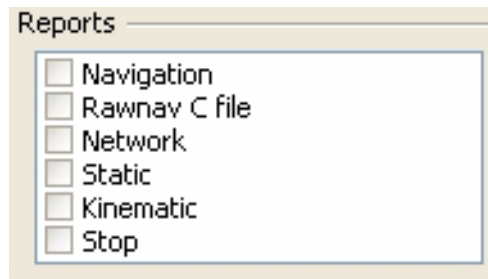 Reports
Navigation
Rawnav C file
Network
Static
Kinematic
Stop